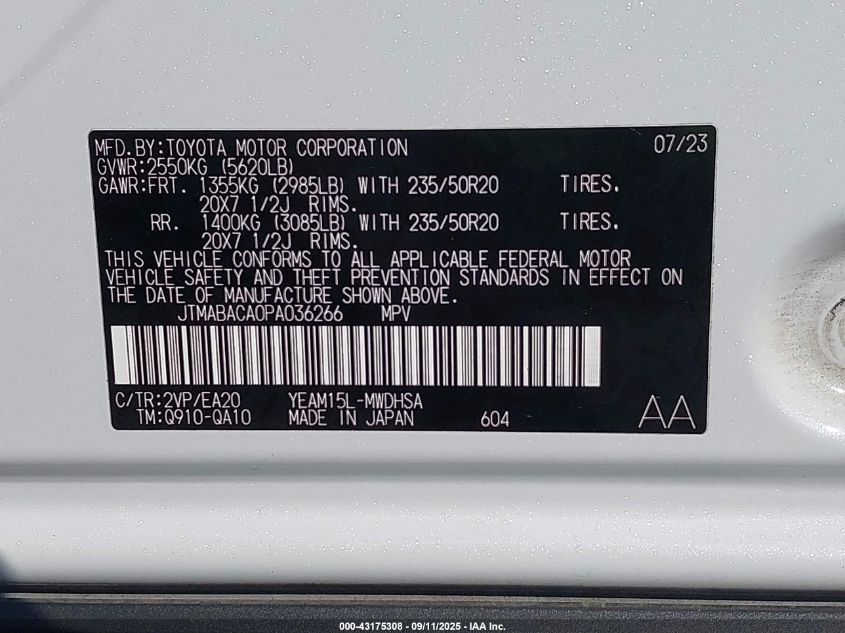 MFD.BY:TOYOTA MOTOR CORPORATION 07/23
GVWR:2550KG (5620LB)
GAWR:FRT. 1355KG (2985LB) WITH 235/50R20 TIRES.
20X7 1/2J RIMS.
RR. 1400KG (3085LB) WITH 235/50R20 TIRES.
20X7 1/2J RIMS.
THIS VEHICLE CONFORMS TO ALL APPLICABLE FEDERAL MOTOR
VEHICLE SAFETY AND THEFT PREVENTION STANDARDS IN EFFECT ON
THE DATE OF MANUFACTURE SHOWN ABOVE.
JTMABACA0PA036266 MPV
C/TR:2VP/EA20 YEAM15L-MWDHSA
TM:Q910-QA10 MADE IN JAPAN 604 AA
000-43175308 - 09/11/2025 - IAA Inc.